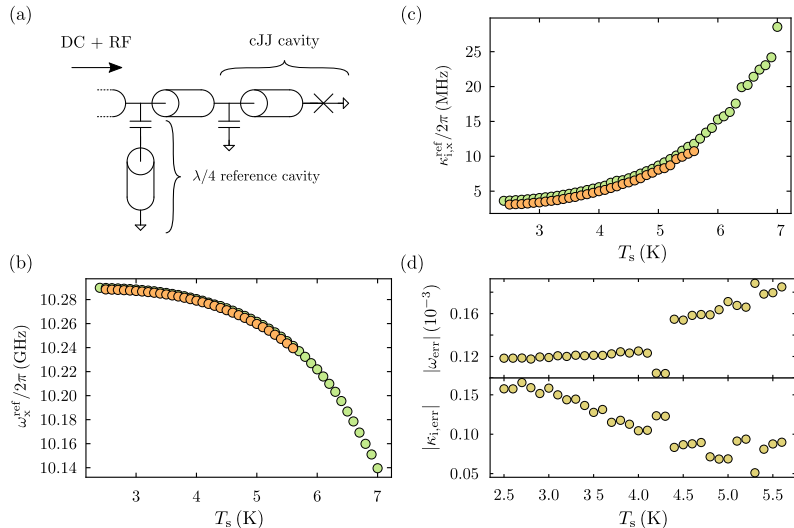 (a)
DC + RF
cJJ cavity
λ/4 reference cavity
(b)
ω_x^ref/2π (GHz)
10.28
10.26
10.24
10.22
10.20
10.18
10.16
10.14
3
4
5
6
7
T_s (K)
(c)
κ_i,x^ref/2π (MHz)
25
20
15
10
5
3
4
5
6
7
T_s (K)
(d)
|ω_err| (10^−3)
0.16
0.12
|κ_i,err|
0.15
0.10
0.05
2.5
3.0
3 5
4.0
4.5
5.0
5.5
T_s (K)